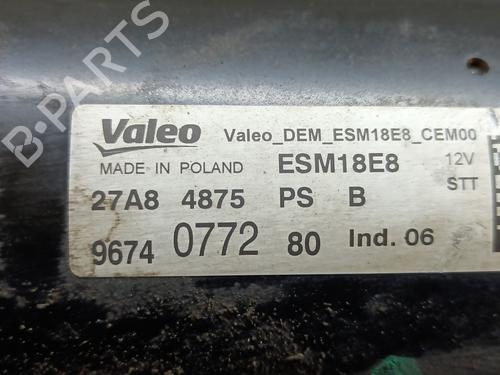 B-PARTS
Valeo Valeo_DEM_ESM18E8_CEM00
MADE IN POLAND ESM18E8 12V
27A8 4875 PS B STT
9674 0772 80 Ind. 06